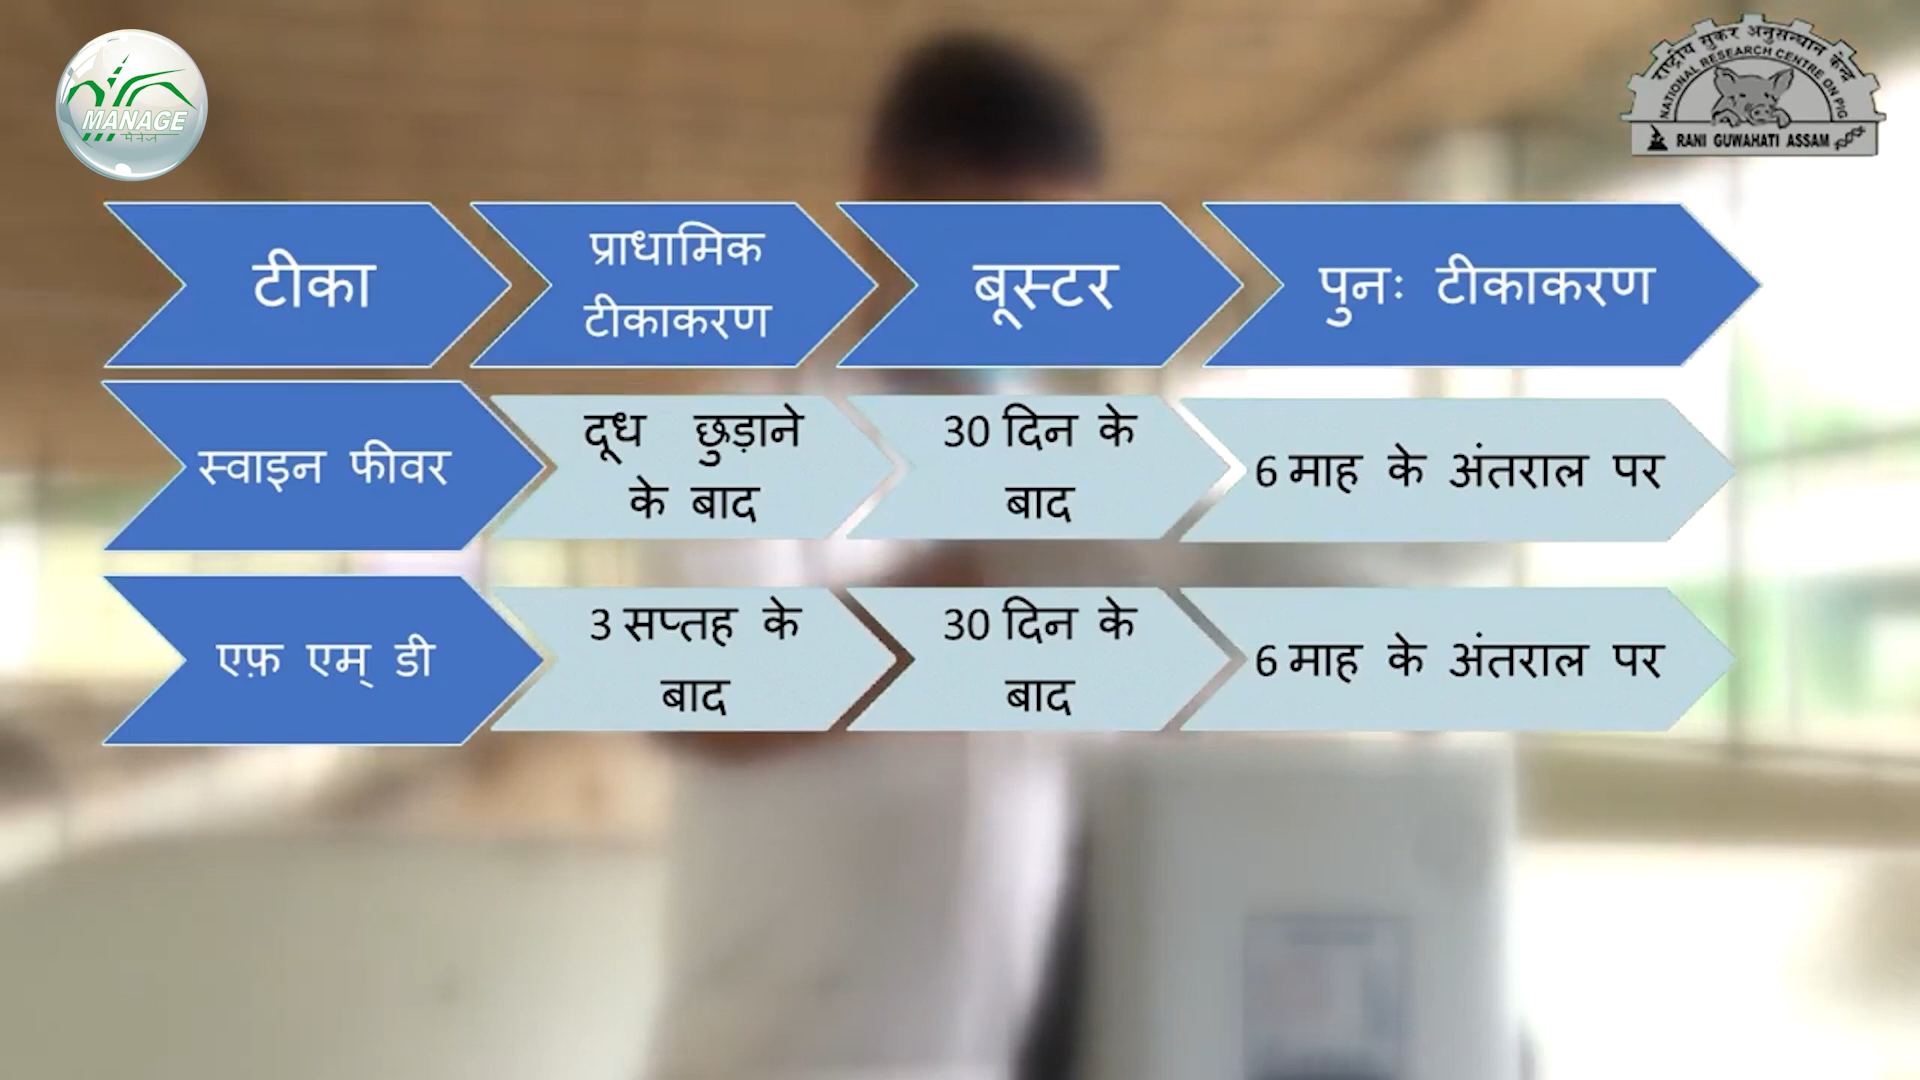 MANAGE
मैनेज
राष्ट्रीय सुकर अनुसन्धान केन्द्र
NATIONAL RESEARCH CENTRE ON PIG
RANI GUWAHATI ASSAM
टीका
प्राधामिक
टीकाकरण
बूस्टर
पुनः टीकाकरण
स्वाइन फीवर
दूध छुड़ाने
के बाद
30 दिन के
बाद
6 माह के अंतराल पर
एफ़ एम् डी
3 सप्तह के
बाद
30 दिन के
बाद
6 माह के अंतराल पर